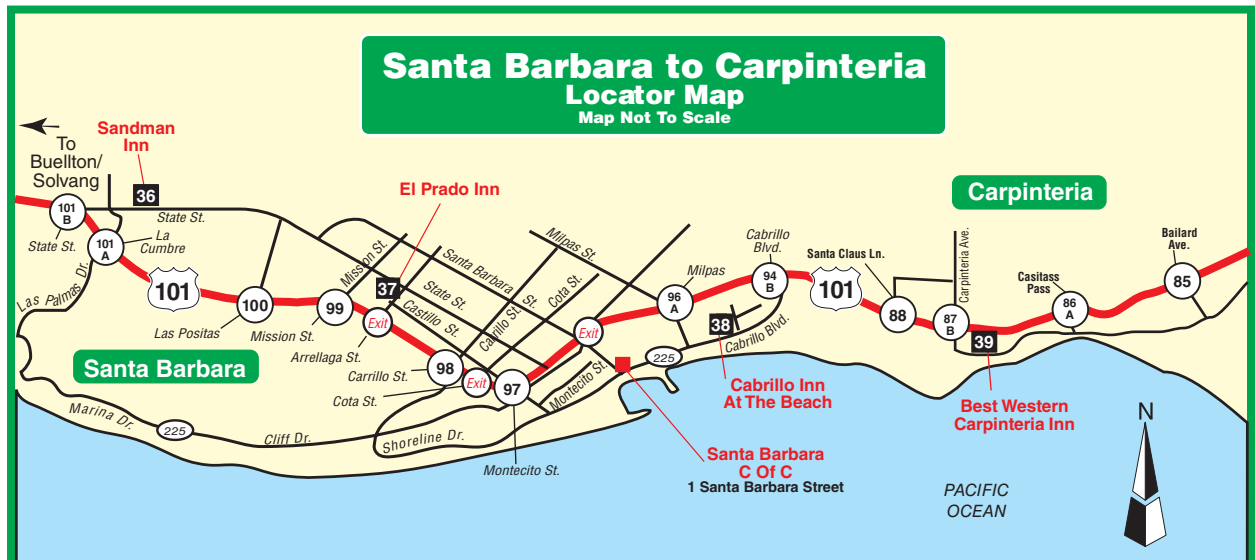 Santa Barbara to Carpinteria
Locator Map
Map Not To Scale
To
Buellton/
Solvang
Sandman
Inn
36
State St.
101
B
State St.
101
A
La
Cumbre
Las Palmas Dr.
101
100
Las Positas
99
Mission St.
Mission St.
El Prado Inn
37
Exit
Arrellaga St.
Santa Barbara
St.
State St.
Castillo St.
Cabrillo St.
Cota St.
98
Carrillo St.
Exit
Cota St.
97
Montecito St.
Exit
Montecito St.
Milpas St.
96
A
Milpas
Cabrillo
Blvd.
94
B
101
38
Cabrillo Blvd.
225
Cabrillo Inn
At The Beach
Santa Barbara
C Of C
1 Santa Barbara Street
Santa Barbara
Marina Dr.
225
Cliff Dr.
Shoreline Dr.
Carpinteria
Santa Claus Ln.
88
Carpinteria Ave.
87
B
39
Best Western
Carpinteria Inn
Casitass
Pass
86
A
Bailard
Ave.
85
PACIFIC
OCEAN
N